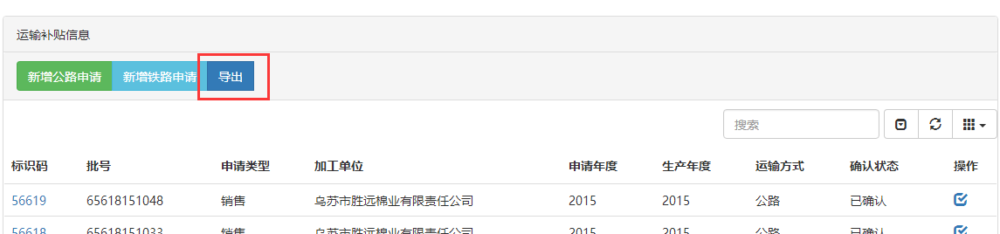 运输补贴信息
新增公路申请 新增铁路申请 导出
搜索
标识码 批号 申请类型 加工单位 申请年度 生产年度 运输方式 确认状态 操作
56619 65618151048 销售 乌苏市胜远棉业有限责任公司 2015 2015 公路 已确认
56618 65618151033 销售 乌苏市胜远棉业有限责任公司 2015 2015 公路 已确认